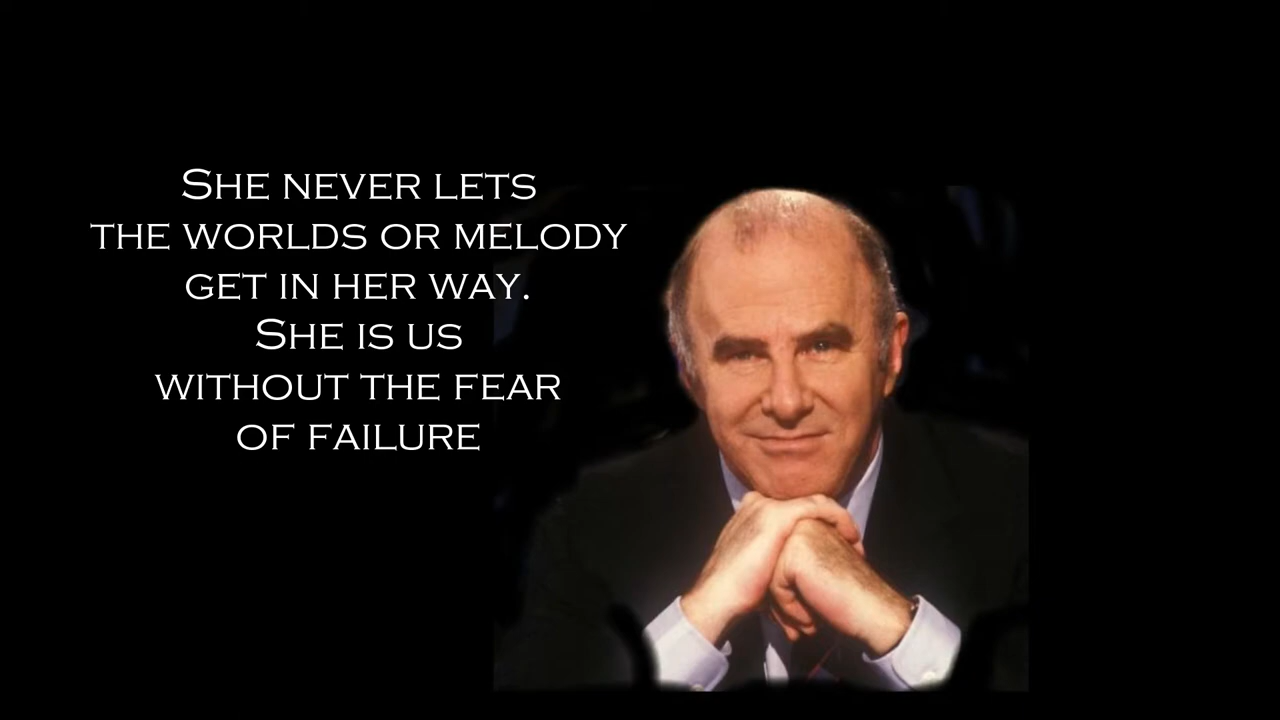 She never lets
the worlds or melody
get in her way.
She is us
without the fear
of failure